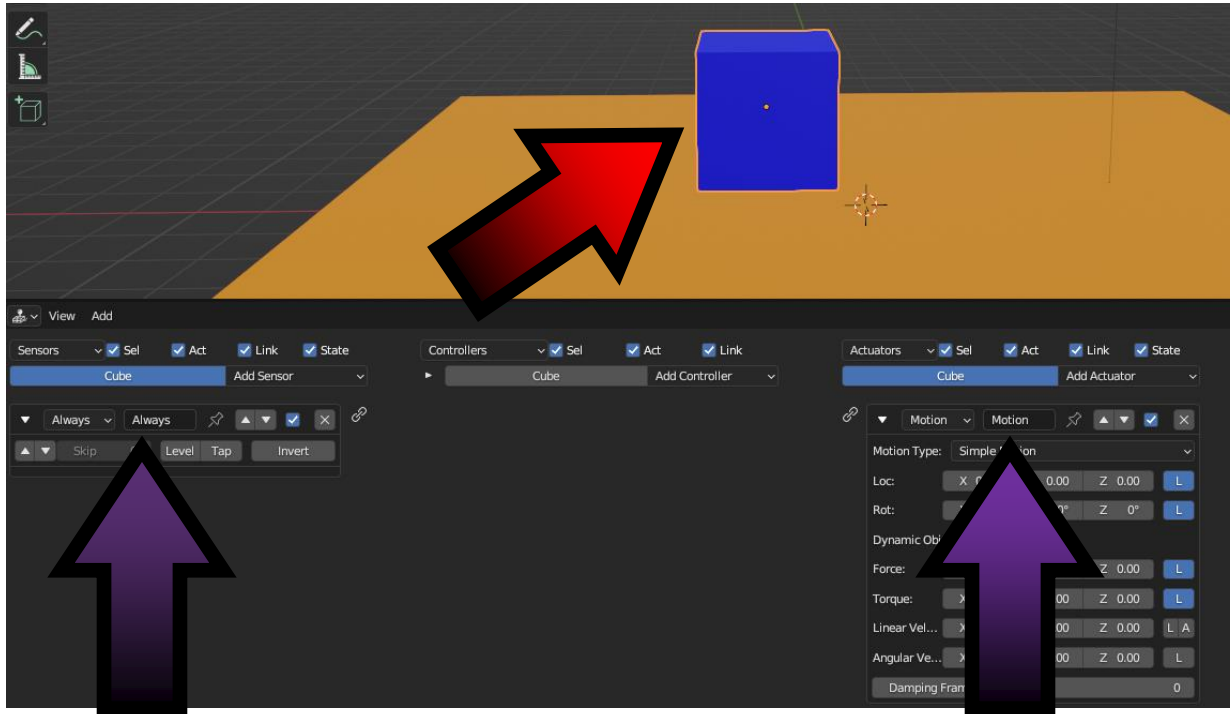 View Add
Sensors Sel Act Link State Controllers Sel Act Link Actuators Sel Act Link State
Cube Add Sensor Cube Add Controller Cube Add Actuator
Always Always Motion Motion
Skip Level Tap Invert Motion Type: Simple
Loc: X 0.00 Z 0.00 L
Rot: Z 0° L
Dynamic
Force: Z 0.00 L
Torque: X Z 0.00 L
Linear Vel... X Z 0.00 L A
Angular Ve... X Z 0.00 L
Damping 0